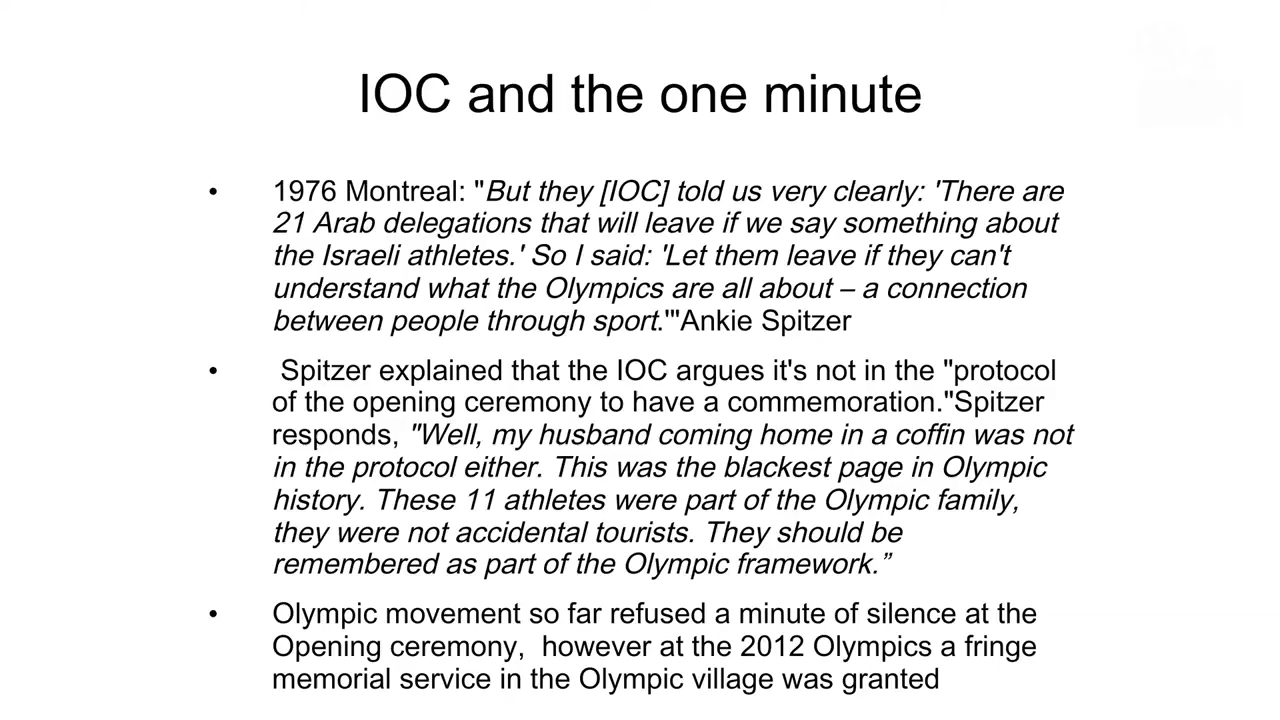 IOC and the one minute
• 1976 Montreal: "But they [IOC] told us very clearly: 'There are
21 Arab delegations that will leave if we say something about
the Israeli athletes.' So I said: 'Let them leave if they can't
understand what the Olympics are all about – a connection
between people through sport.'"Ankie Spitzer
• Spitzer explained that the IOC argues it's not in the "protocol
of the opening ceremony to have a commemoration."Spitzer
responds, "Well, my husband coming home in a coffin was not
in the protocol either. This was the blackest page in Olympic
history. These 11 athletes were part of the Olympic family,
they were not accidental tourists. They should be
remembered as part of the Olympic framework.”
• Olympic movement so far refused a minute of silence at the
Opening ceremony, however at the 2012 Olympics a fringe
memorial service in the Olympic village was granted